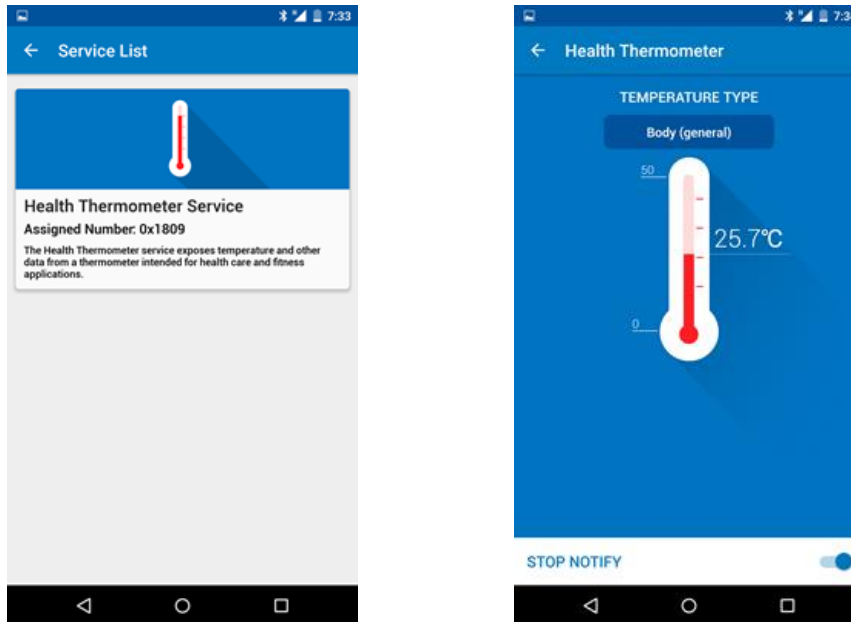 7:33
Service List
Health Thermometer Service
Assigned Number: 0x1809
The Health Thermometer service exposes temperature and other
data from a thermometer intended for health care and fitness
applications.
7:3
Health Thermometer
TEMPERATURE TYPE
Body (general)
50
25.7°C
0
STOP NOTIFY